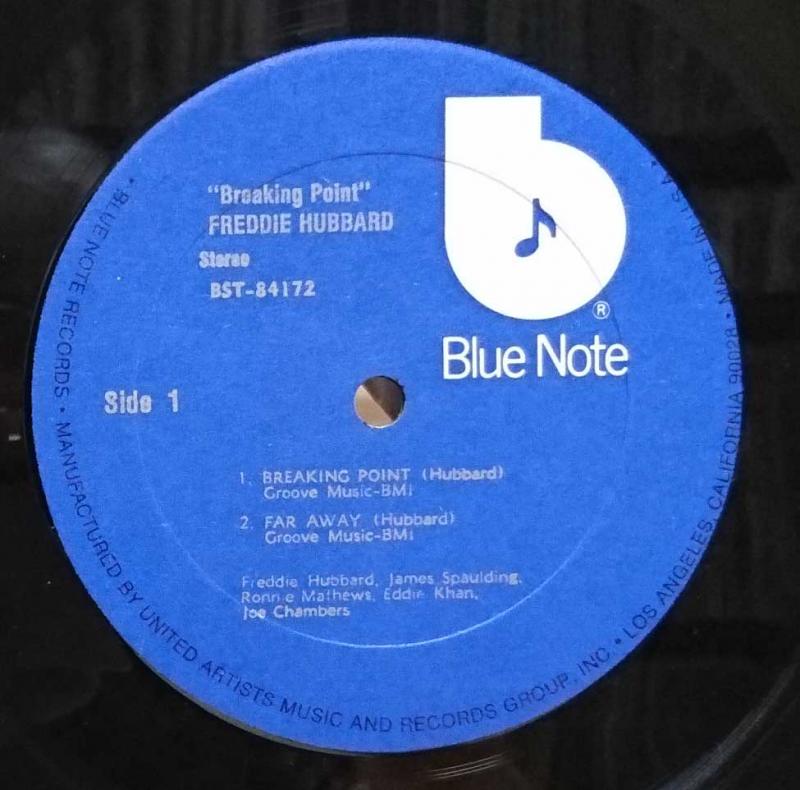 "Breaking Point"
FREDDIE HUBBARD
Stereo
BST-84172
®
Blue Note
Side 1
1. BREAKING POINT (Hubbard)
Groove Music-BMI
2. FAR AWAY (Hubbard)
Groove Music-BMI
Freddie Hubbard, James Spaulding,
Ronnie Mathews, Eddie Khan,
Joe Chambers
• BLUE NOTE RECORDS • MANUFACTURED BY UNITED ARTISTS MUSIC AND RECORDS GROUP, INC • LOS ANGELES, CALIFORNIA 90028 • MADE IN U.S.A. •